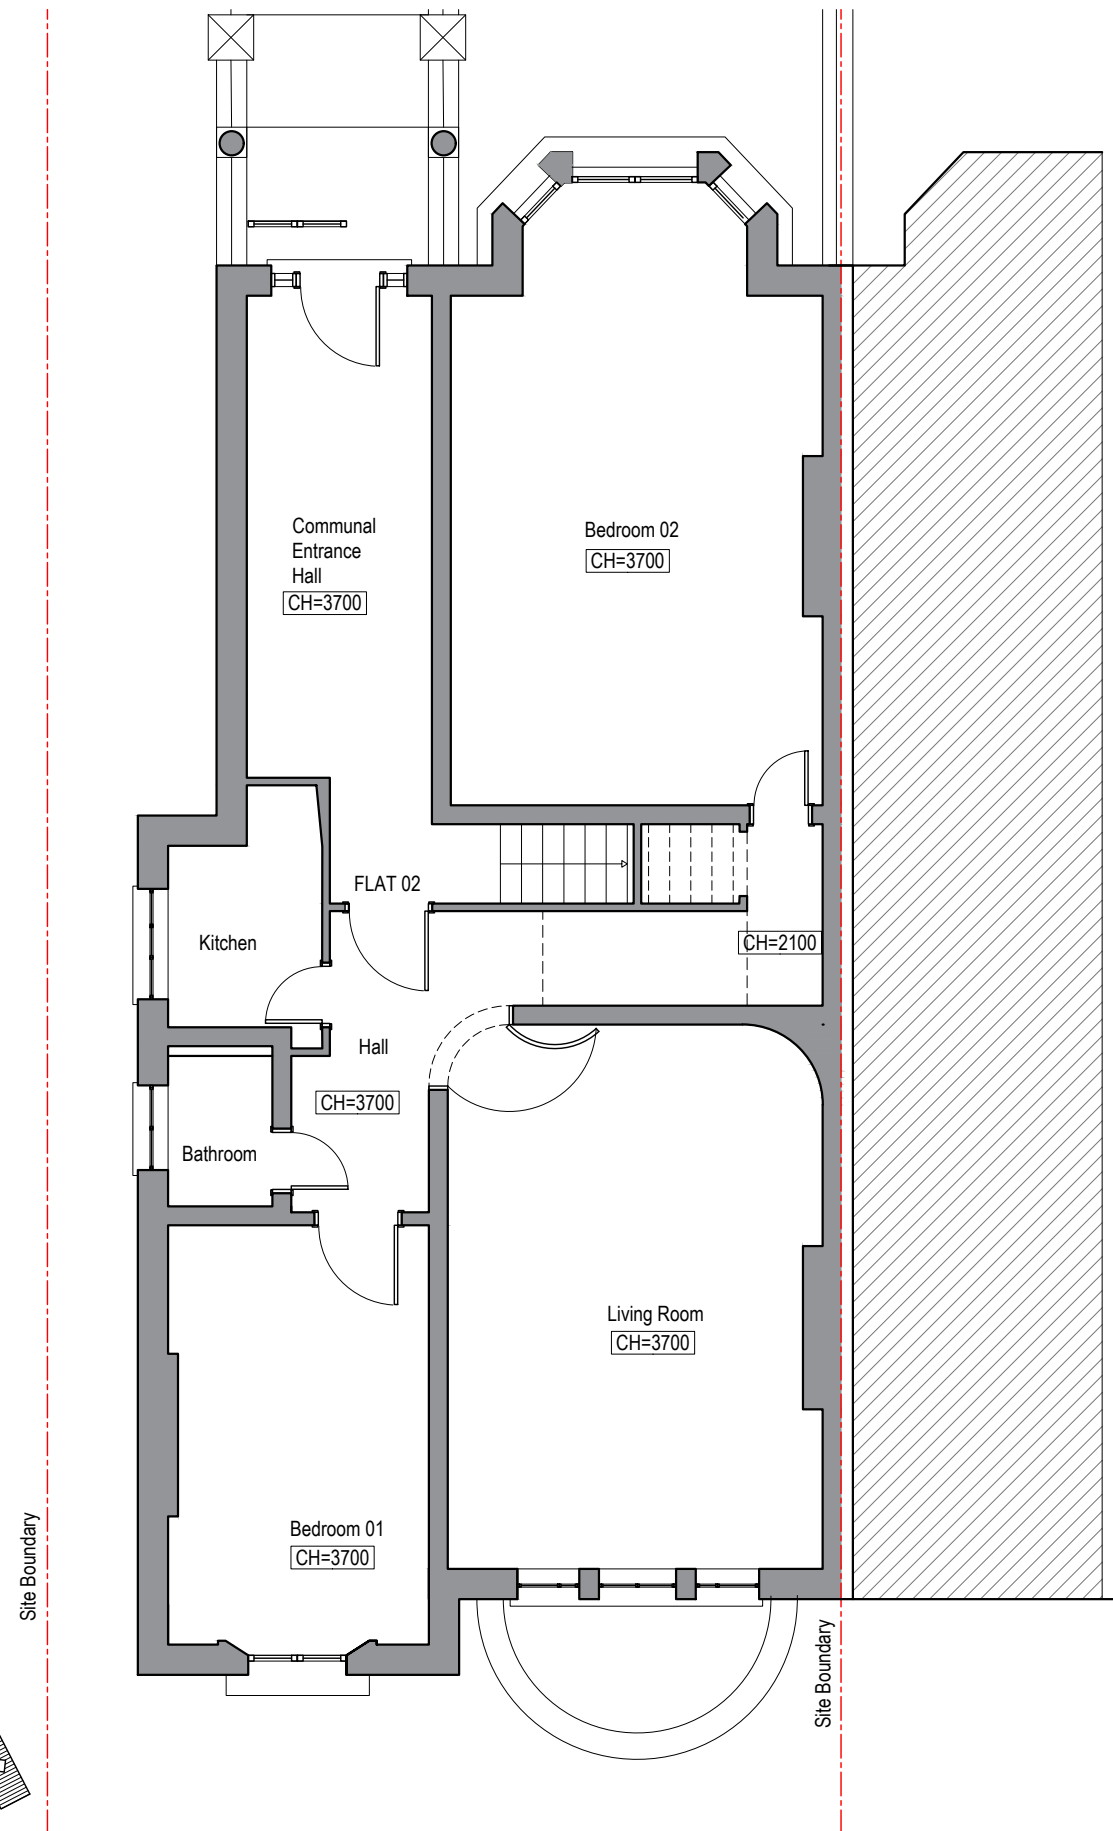 Communal
Entrance
Hall
CH=3700
Bedroom 02
CH=3700
FLAT 02
Kitchen
CH=2100
Hall
CH=3700
Bathroom
Living Room
CH=3700
Bedroom 01
CH=3700
Site Boundary
Site Boundary